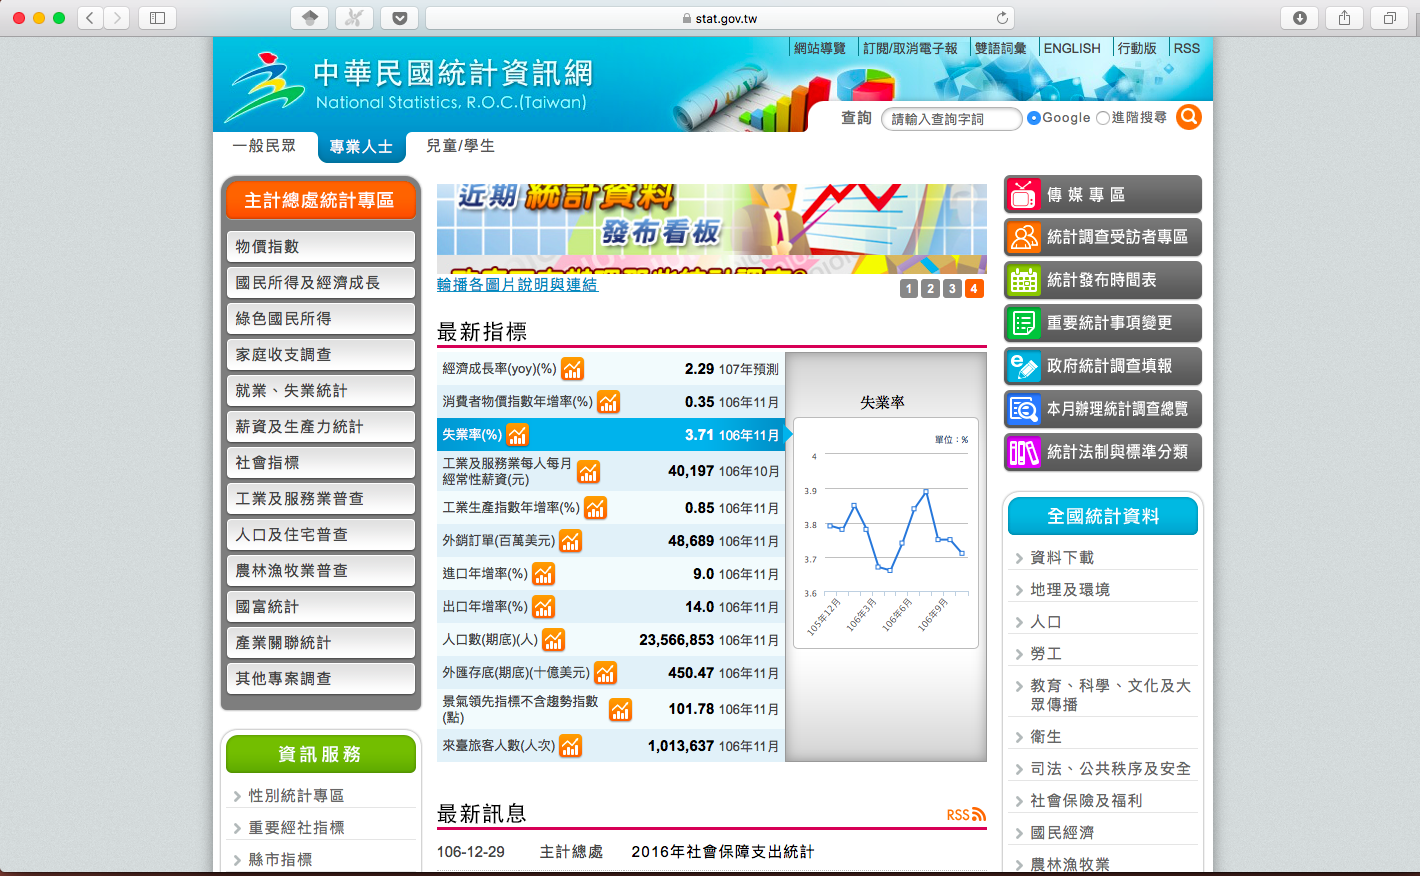 stat.gov.tw
網站導覽 訂閱/取消電子報 雙語詞彙 ENGLISH 行動版 RSS
中華民國統計資訊網
National Statistics, R.O.C.(Taiwan)
查詢 請輸入查詢字詞 Google 進階搜尋
一般民眾 專業人士 兒童/學生
主計總處統計專區
物價指數
國民所得及經濟成長
綠色國民所得
家庭收支調查
就業、失業統計
薪資及生產力統計
社會指標
工業及服務業普查
人口及住宅普查
農林漁牧業普查
國富統計
產業關聯統計
其他專案調查
資訊服務
性別統計專區
重要經社指標
縣市指標
近期統計資料
發布看板
輪播各圖片說明與連結
1 2 3 4
最新指標
經濟成長率(yoy)(%) 2.29 107年預測
消費者物價指數年增率(%) 0.35 106年11月
失業率(%) 3.71 106年11月
工業及服務業每人每月
經常性薪資(元) 40,197 106年10月
工業生產指數年增率(%) 0.85 106年11月
外銷訂單(百萬美元) 48,689 106年11月
進口年增率(%) 9.0 106年11月
出口年增率(%) 14.0 106年11月
人口數(期底)(人) 23,566,853 106年11月
外匯存底(期底)(十億美元) 450.47 106年11月
景氣領先指標不含趨勢指數
(點) 101.78 106年11月
來臺旅客人數(人次) 1,013,637 106年11月
失業率
單位：%
4
3.9
3.8
3.7
3.6
105年12月 106年3月 106年6月 106年9月
最新訊息 RSS
106-12-29 主計總處 2016年社會保障支出統計
傳媒專區
統計調查受訪者專區
統計發布時間表
重要統計事項變更
政府統計調查填報
本月辦理統計調查總覽
統計法制與標準分類
全國統計資料
資料下載
地理及環境
人口
勞工
教育、科學、文化及大
眾傳播
衛生
司法、公共秩序及安全
社會保險及福利
國民經濟
農林漁牧業